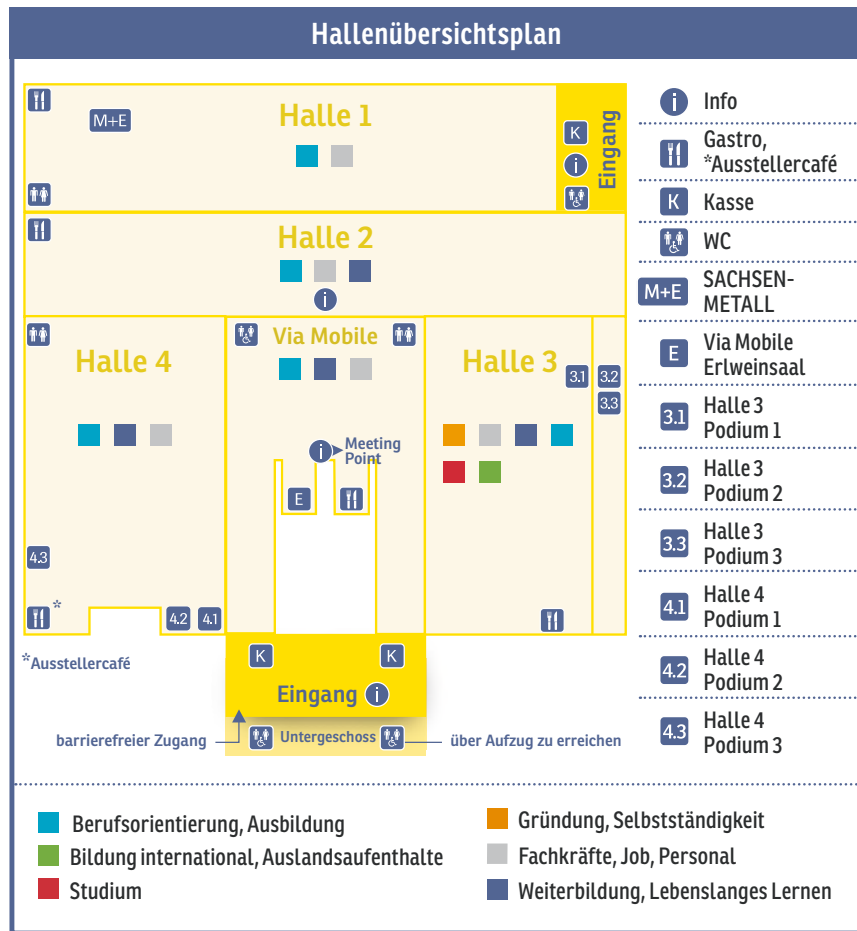 Hallenübersichtsplan
Halle 1
M+E
K
i
Eingang
Halle 2
i
Halle 4
Via Mobile
Halle 3
3.1
3.2
3.3
i
Meeting
Point
E
4.3
*
4.2
4.1
*Ausstellercafé
K
K
Eingang
i
barrierefreier Zugang
Untergeschoss
über Aufzug zu erreichen
i
Info
Gastro,
*Ausstellercafé
K
Kasse
WC
M+E
SACHSEN-
METALL
E
Via Mobile
Erlweinsaal
3.1
Halle 3
Podium 1
3.2
Halle 3
Podium 2
3.3
Halle 3
Podium 3
4.1
Halle 4
Podium 1
4.2
Halle 4
Podium 2
4.3
Halle 4
Podium 3
Berufsorientierung, Ausbildung
Bildung international, Auslandsaufenthalte
Studium
Gründung, Selbstständigkeit
Fachkräfte, Job, Personal
Weiterbildung, Lebenslanges Lernen